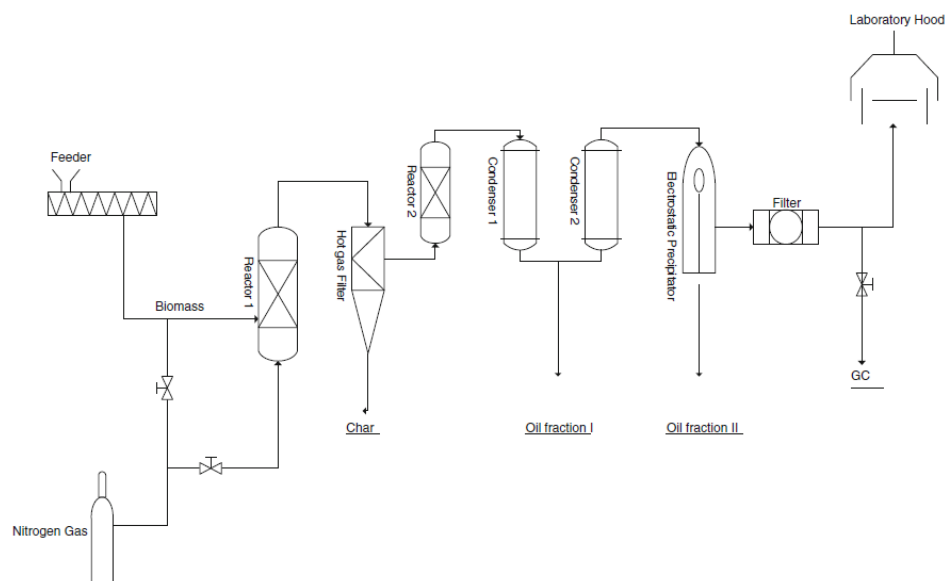 Laboratory Hood
Feeder
Reactor 2
Condenser 1
Condenser 2
Electrostatic Precipitator
Filter
Reactor 1
Hot gas Filter
Biomass
GC
Char
Oil fraction I
Oil fraction II
Nitrogen Gas